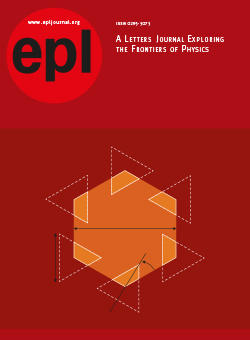 www.epljournal.org
epl
ISSN 0295-5075
A Letters Journal Exploring
the Frontiers of Physics